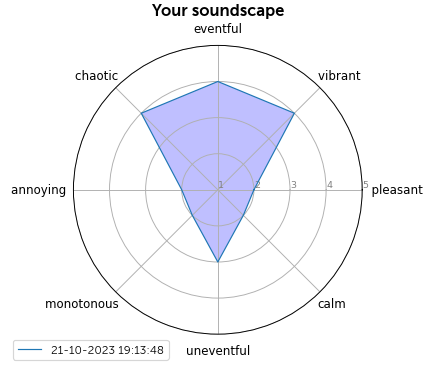 Your soundscape
eventful
chaotic
vibrant
annoying
1
2
3
4
5
pleasant
monotonous
calm
uneventful
21-10-2023 19:13:48